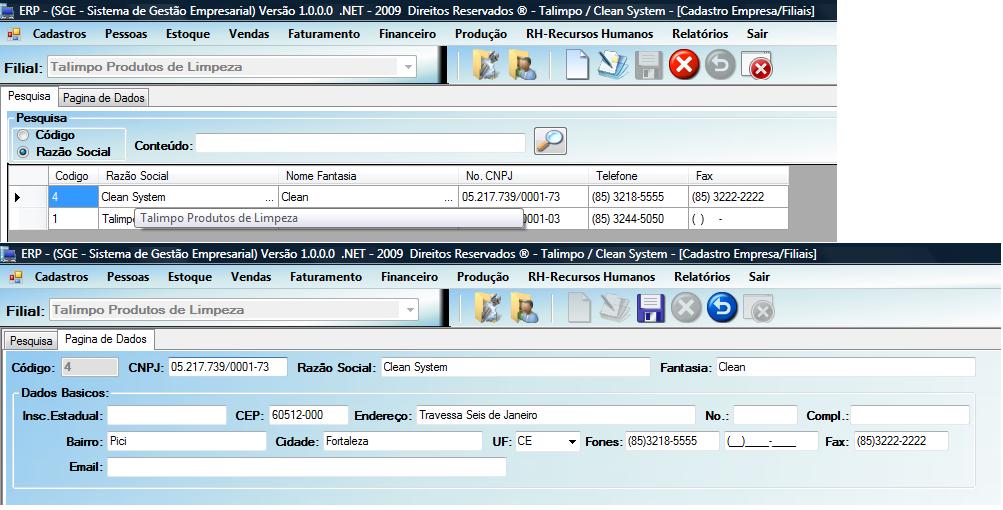 ERP - (SGE - Sistema de Gestão Empresarial) Versão 1.0.0.0 .NET - 2009 Direitos Reservados ® - Talimpo / Clean System - [Cadastro Empresa/Filiais]
Cadastros Pessoas Estoque Vendas Faturamento Financeiro Produção RH-Recursos Humanos Relatórios Sair
Filial: Talimpo Produtos de Limpeza
Pesquisa Pagina de Dados
Pesquisa
Código
Razão Social Conteúdo:
Codigo Razão Social Nome Fantasia No. CNPJ Telefone Fax
4 Clean System ... Clean ... 05.217.739/0001-73 (85) 3218-5555 (85) 3222-2222
1 Talimpo Talimpo Produtos de Limpeza 0001-03 (85) 3244-5050 ( ) -
ERP - (SGE - Sistema de Gestão Empresarial) Versão 1.0.0.0 .NET - 2009 Direitos Reservados ® - Talimpo / Clean System - [Cadastro Empresa/Filiais]
Cadastros Pessoas Estoque Vendas Faturamento Financeiro Produção RH-Recursos Humanos Relatórios Sair
Filial: Talimpo Produtos de Limpeza
Pesquisa Pagina de Dados
Código: 4 CNPJ: 05.217.739/0001-73 Razão Social: Clean System Fantasia: Clean
Dados Basicos:
Insc.Estadual: CEP: 60512-000 Endereço: Travessa Seis de Janeiro No.: Compl.:
Bairro: Pici Cidade: Fortaleza UF: CE Fones: (85)3218-5555 (__)____-____ Fax: (85)3222-2222
Email: